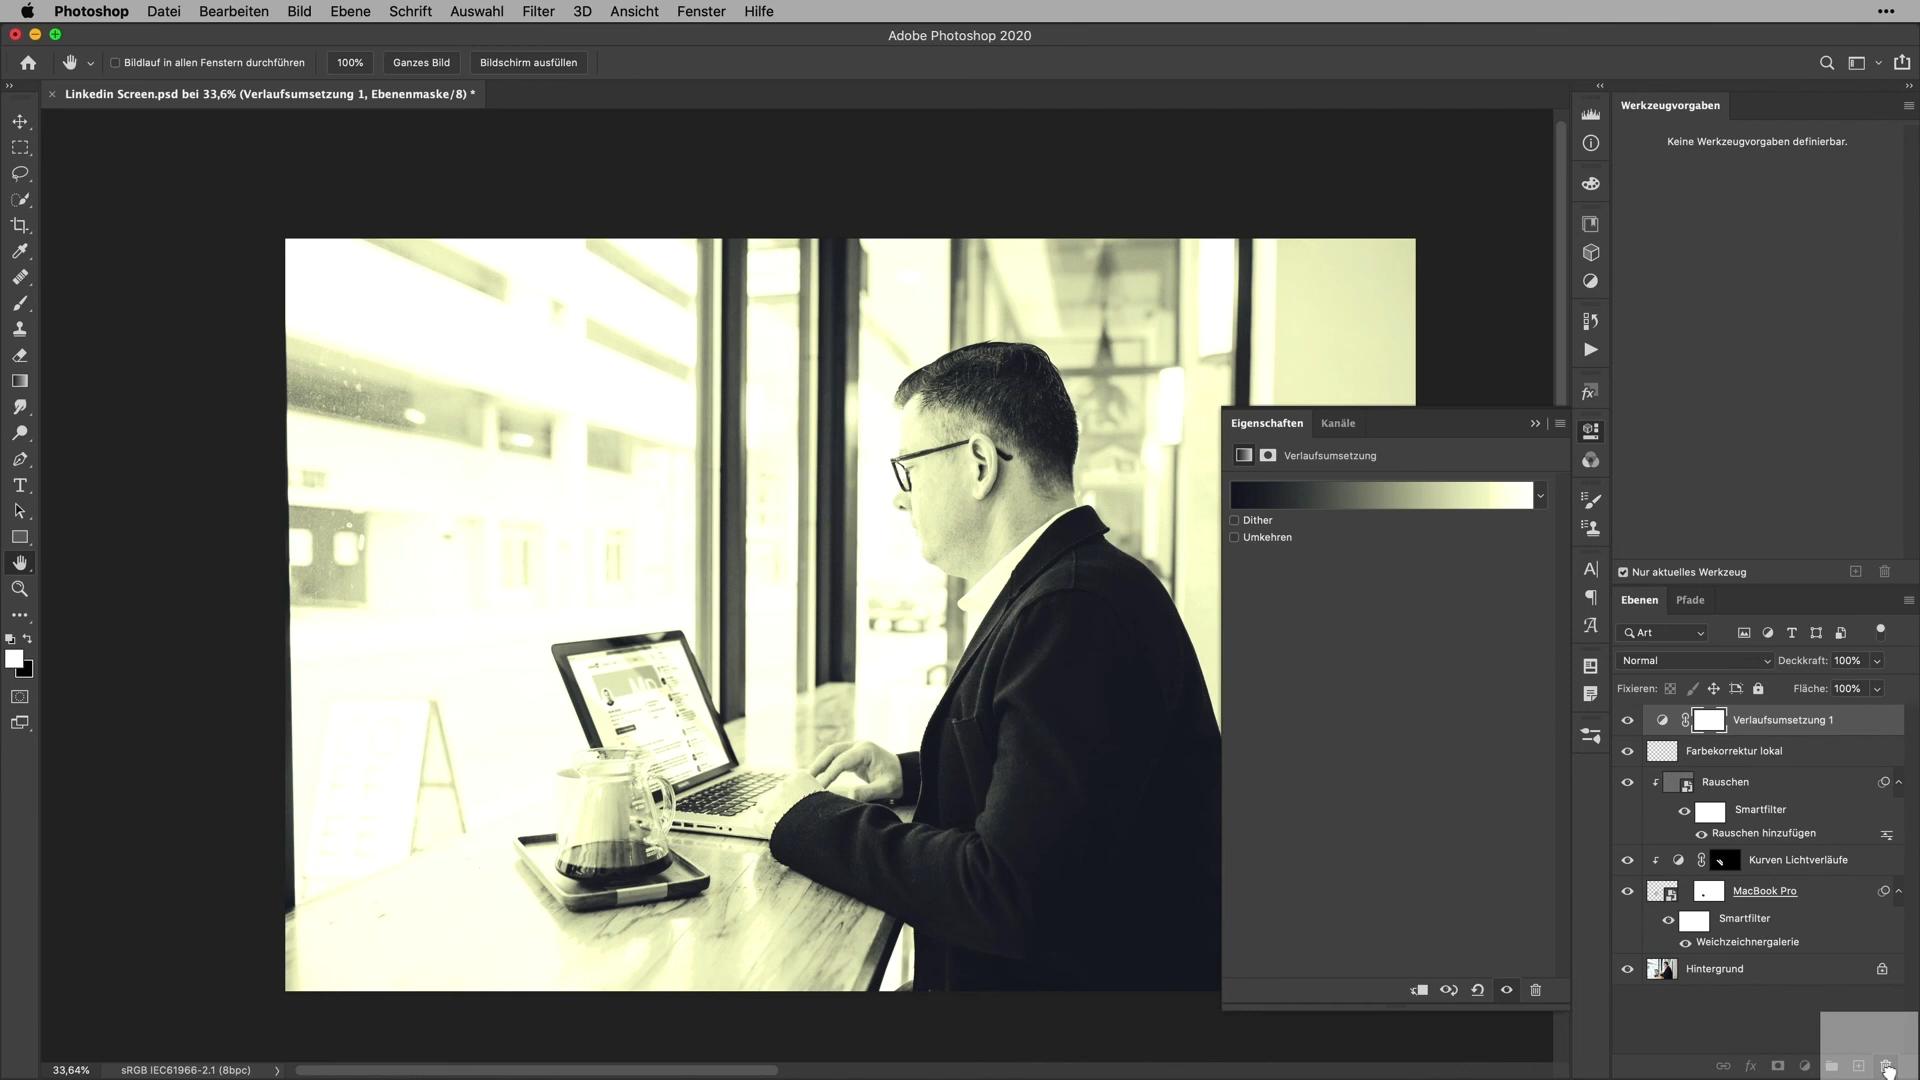 Photoshop Datei Bearbeiten Bild Ebene Schrift Auswahl Filter 3D Ansicht Fenster Hilfe
Adobe Photoshop 2020
Bildlauf in allen Fenstern durchführen 100% Ganzes Bild Bildschirm ausfüllen
Linkedin Screen.psd bei 33,6% (Verlaufsumsetzung 1, Ebenenmaske/8) *
Werkzeugvorgaben
Keine Werkzeugvorgaben definierbar.
Eigenschaften Kanäle
Verlaufsumsetzung
Dither
Umkehren
Nur aktuelles Werkzeug
Ebenen Pfade
Art
Normal Deckkraft: 100%
Fixieren: Fläche: 100%
Verlaufsumsetzung 1
Farbekorrektur lokal
Rauschen
Smartfilter
Rauschen hinzufügen
Kurven Lichtverläufe
MacBook Pro
Smartfilter
Weichzeichnergalerie
Hintergrund
33,64% sRGB IEC61966-2.1 (8bpc)